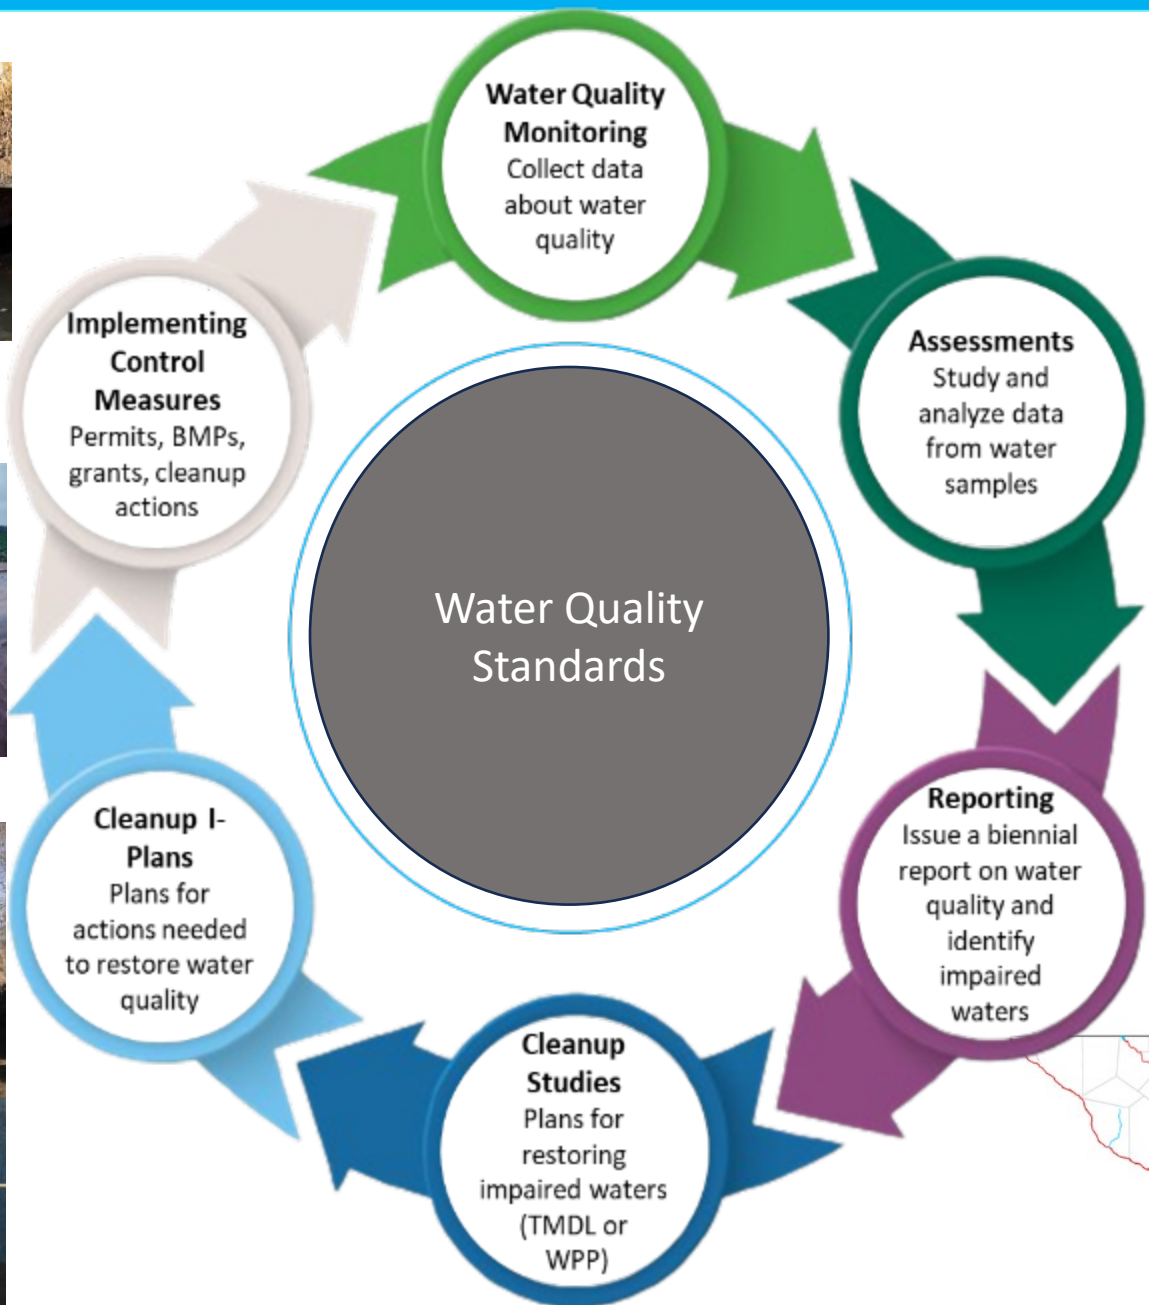 Water Quality
Monitoring
Collect data
about water
quality
Assessments
Study and
analyze data
from water
samples
Reporting
Issue a biennial
report on water
quality and
identify
impaired
waters
Cleanup
Studies
Plans for
restoring
impaired waters
(TMDL or
WPP)
Cleanup I-
Plans
Plans for
actions needed
to restore water
quality
Implementing
Control
Measures
Permits, BMPs,
grants, cleanup
actions
Water Quality
Standards